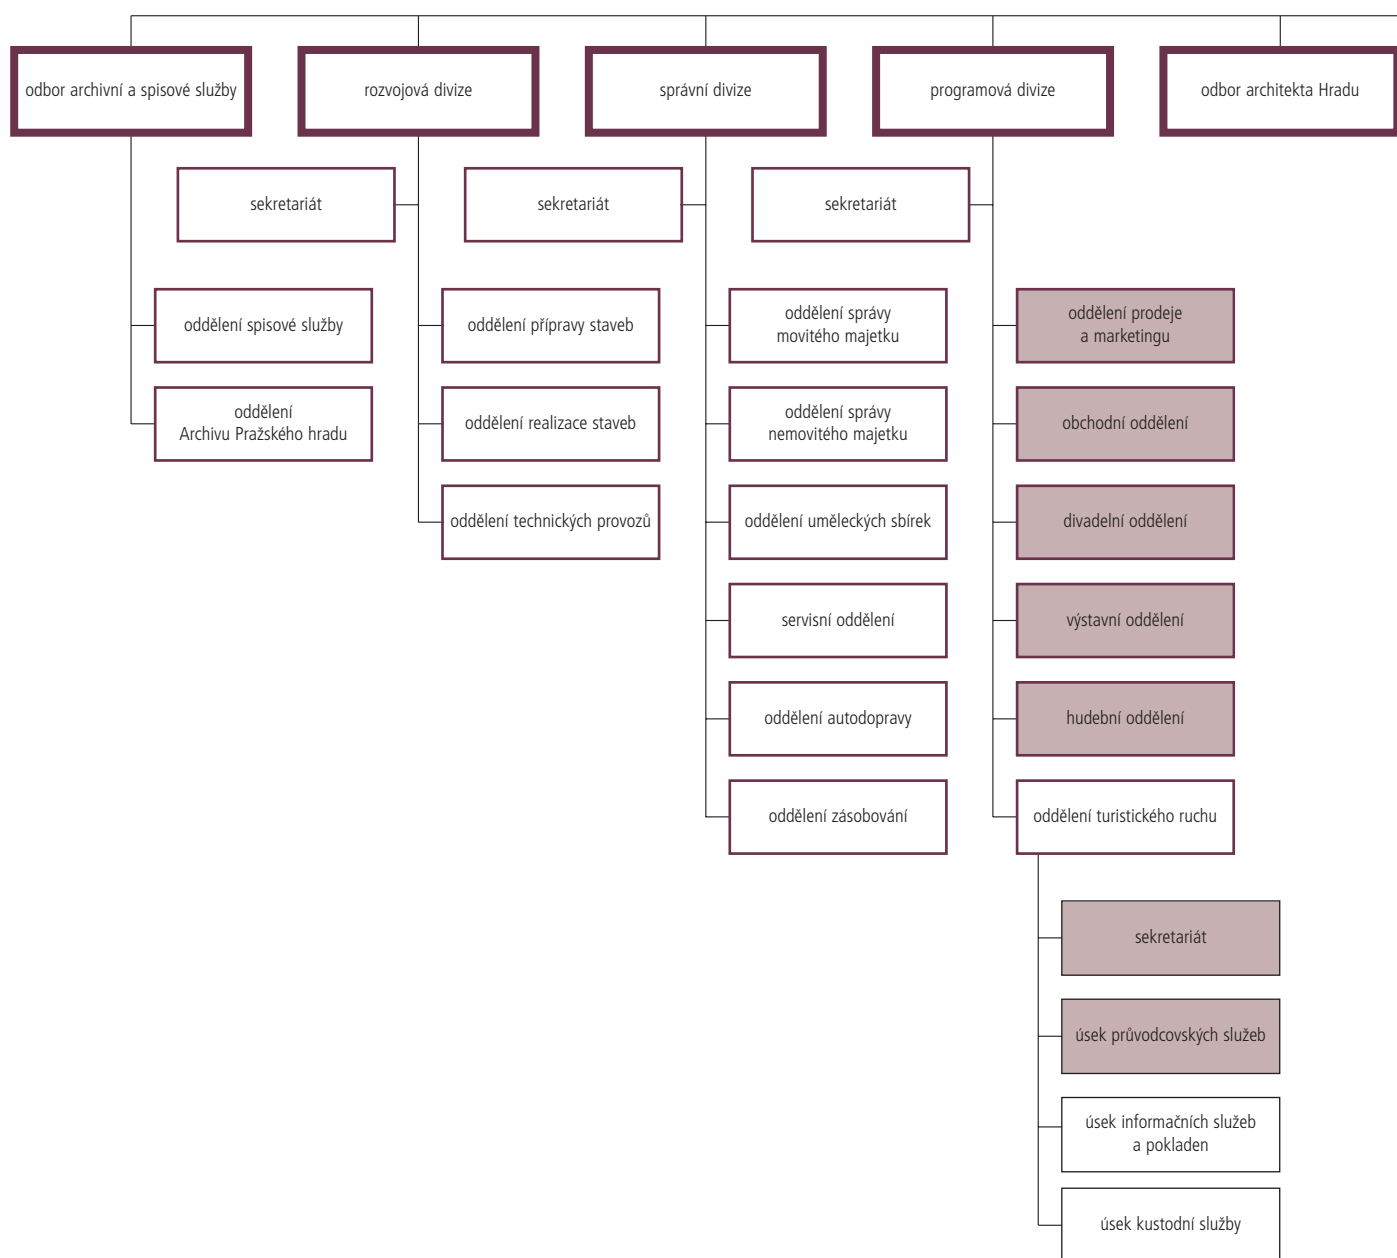 odbor archivní a spisové služby
rozvojová divize
správní divize
programová divize
odbor architekta Hradu
sekretariát
sekretariát
sekretariát
oddělení spisové služby
oddělení
Archivu Pražského hradu
oddělení přípravy staveb
oddělení realizace staveb
oddělení technických provozů
oddělení správy
movitého majetku
oddělení správy
nemovitého majetku
oddělení uměleckých sbírek
servisní oddělení
oddělení autodopravy
oddělení zásobování
oddělení prodeje
a marketingu
obchodní oddělení
divadelní oddělení
výstavní oddělení
hudební oddělení
oddělení turistického ruchu
sekretariát
úsek průvodcovských služeb
úsek informačních služeb
a pokladen
úsek kustodní služby